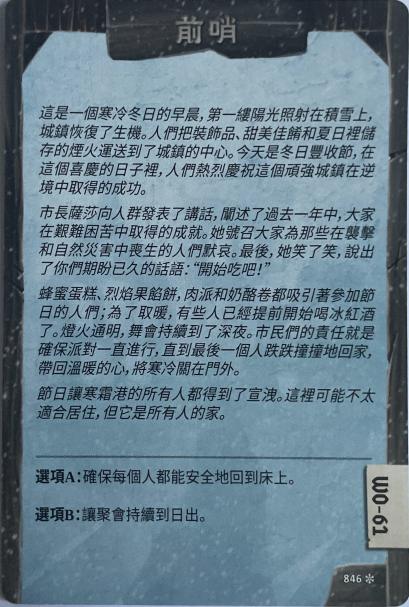 前哨
這是一個寒冷冬日的早晨，第一縷陽光照射在積雪上，
城鎮恢復了生機。人們把裝飾品、甜美佳餚和夏日裡儲
存的煙火運送到了城鎮的中心。今天是冬日豐收節，在
這個喜慶的日子裡，人們熱烈慶祝這個頑強城鎮在逆
境中取得的成功。
市長薩莎向人群發表了講話，闡述了過去一年中，大家
在艱難困苦中取得的成就。她號召大家為那些在襲擊
和自然災害中喪生的人們默哀。最後，她笑了笑，說出
了你們期盼已久的話語：“開始吃吧！”
蜂蜜蛋糕、烈焰果餡餅，肉派和奶酪卷都吸引著參加節
日的人們；為了取暖，有些人已經提前開始喝冰紅酒
了。燈火通明，舞會持續到了深夜。市民們的責任就是
確保派對一直進行，直到最後一個人跌跌撞撞地回家，
帶回溫暖的心，將寒冷關在門外。
節日讓寒霜港的所有人都得到了宣洩。這裡可能不太
適合居住，但它是所有人的家。
選項A：確保每個人都能安全地回到床上。
選項B：讓聚會持續到日出。
WO-61
846